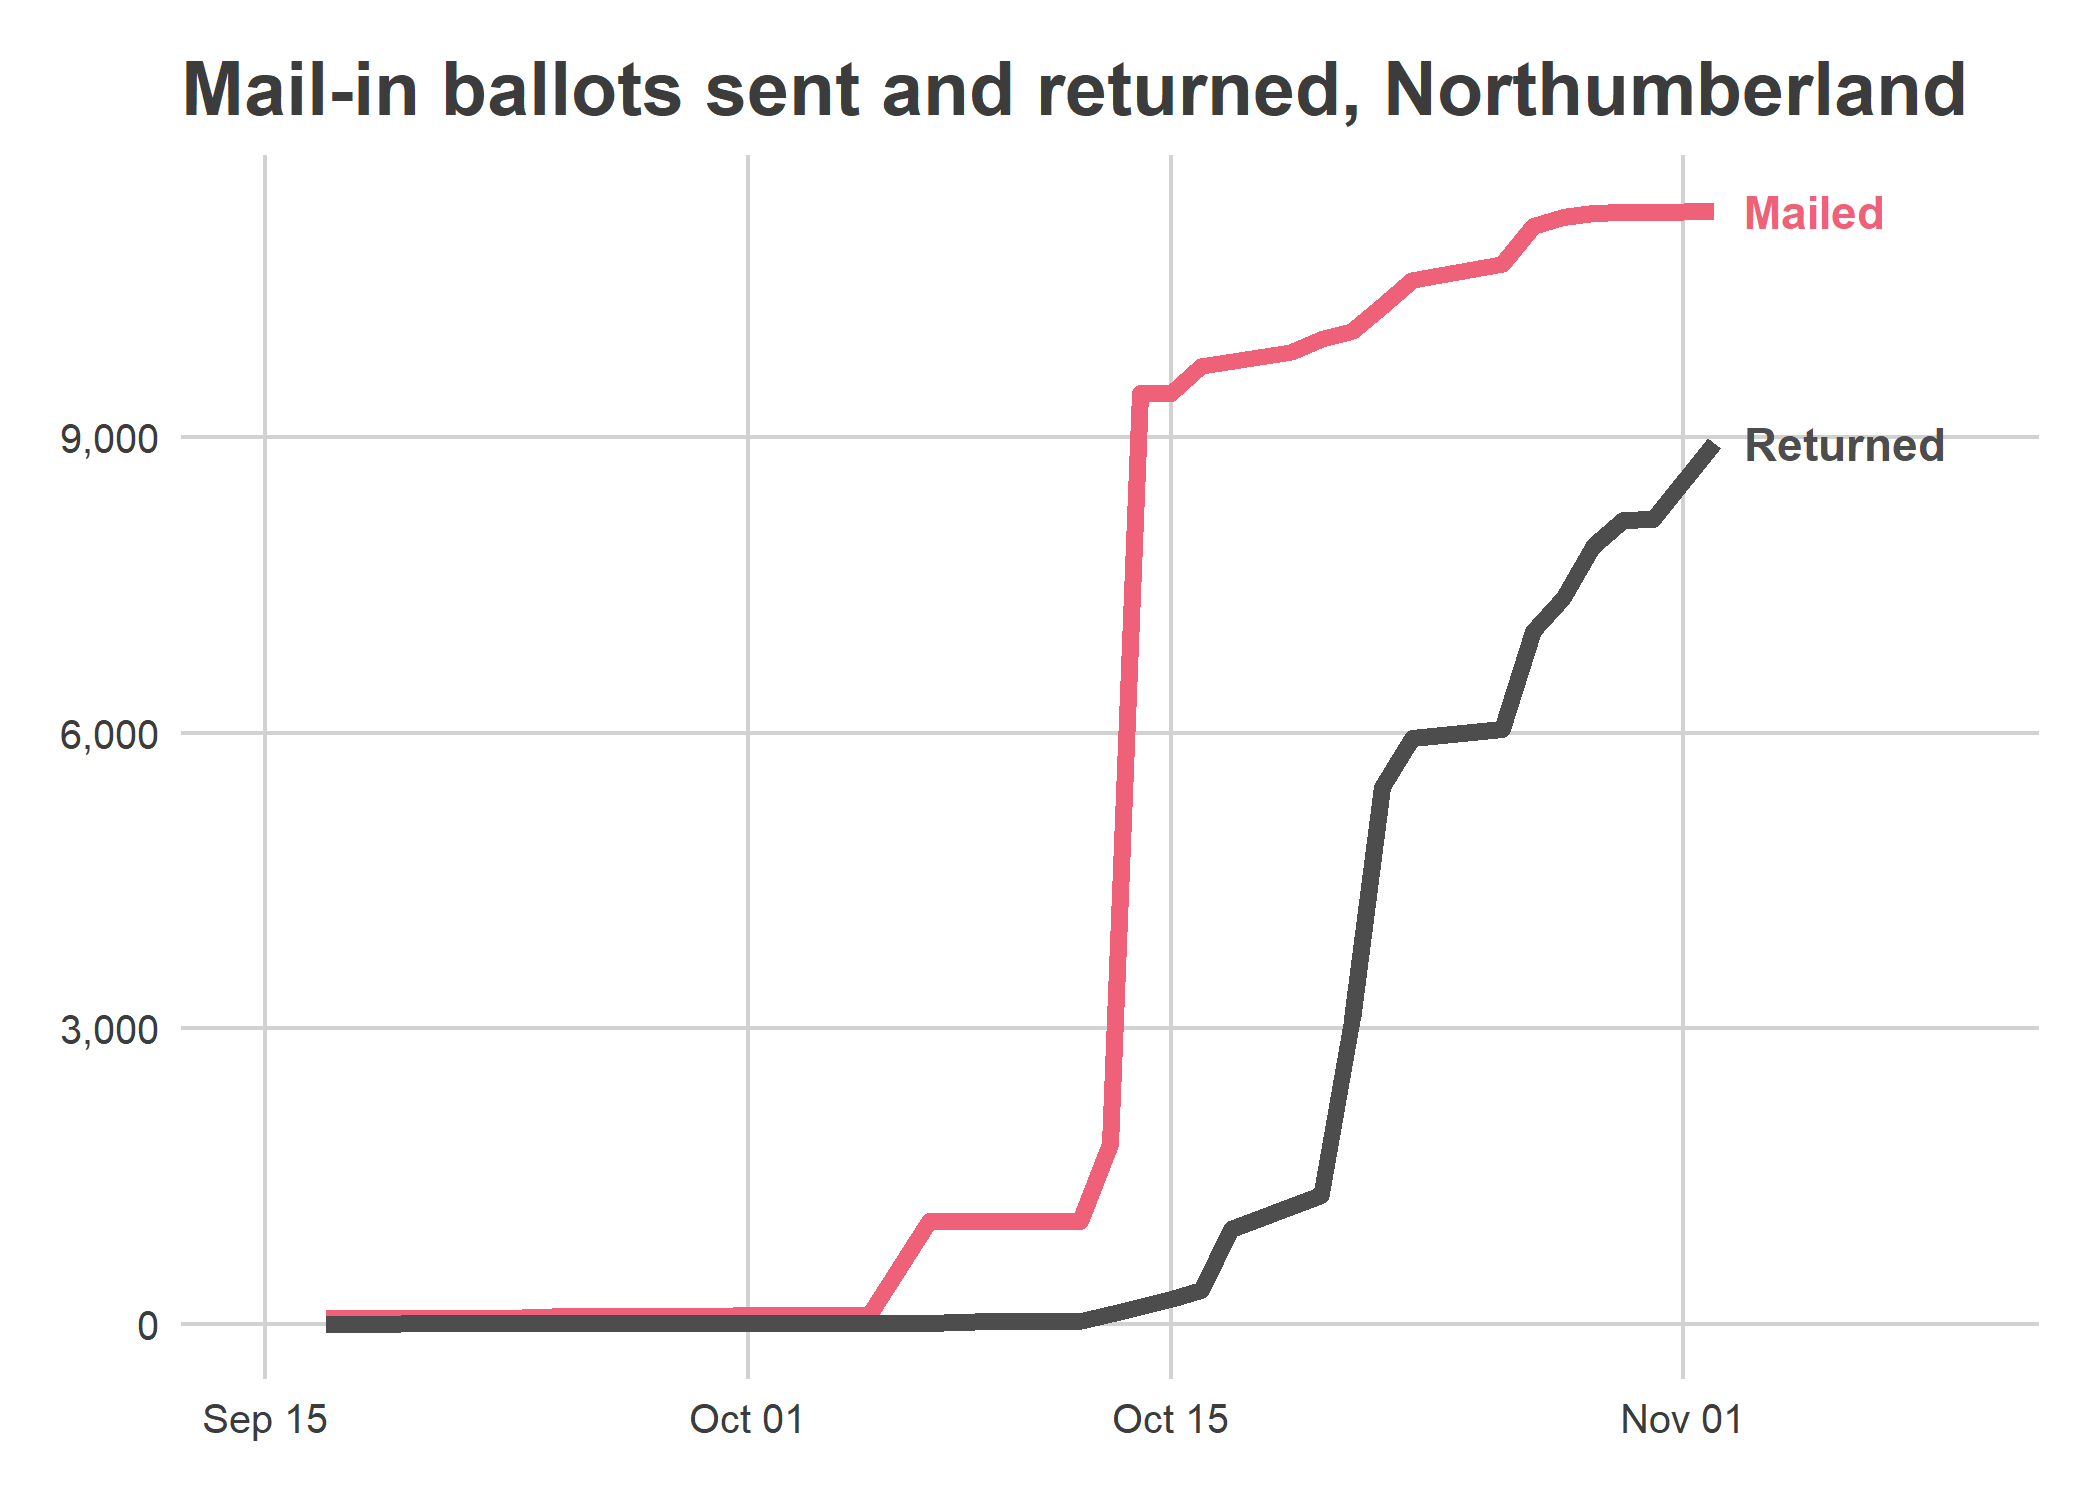 Mail-in ballots sent and returned, Northumberland
Mailed
9,000
Returned
6,000
3,000
0
Sep 15
Oct 01
Oct 15
Nov 01